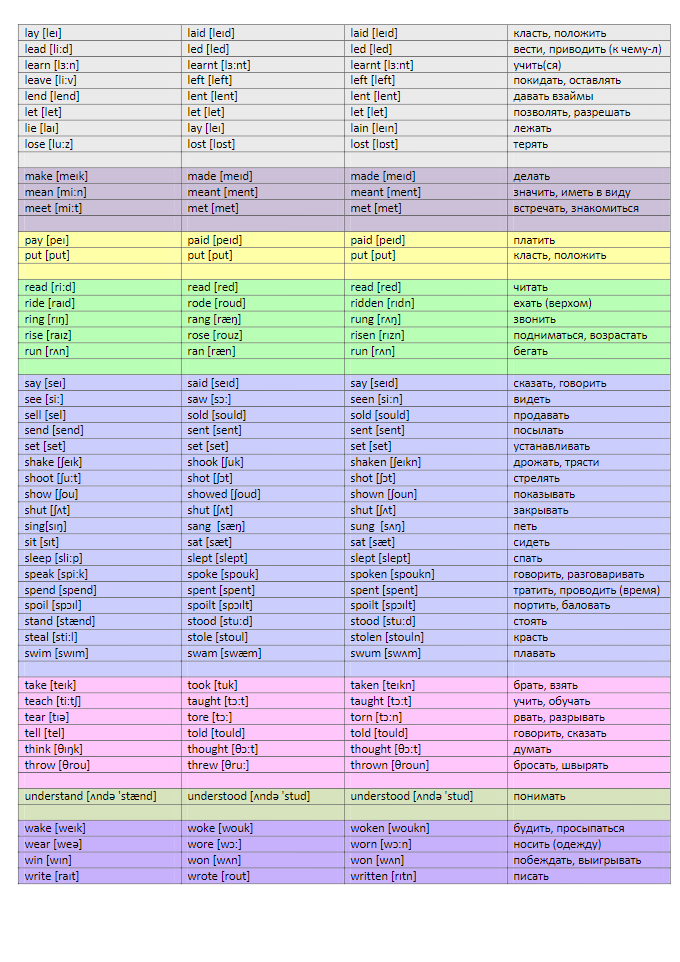 lay [leɪ] laid [leɪd] laid [leɪd] класть, положить
lead [li:d] led [led] led [led] вести, приводить (к чему-л)
learn [lɜ:n] learnt [lɜ:nt] learnt [lɜ:nt] учить(ся)
leave [li:v] left [left] left [left] покидать, оставлять
lend [lend] lent [lent] lent [lent] давать взаймы
let [let] let [let] let [let] позволять, разрешать
lie [laɪ] lay [leɪ] lain [leɪn] лежать
lose [lu:z] lost [lɒst] lost [lɒst] терять
make [meɪk] made [meɪd] made [meɪd] делать
mean [mi:n] meant [ment] meant [ment] значить, иметь в виду
meet [mi:t] met [met] met [met] встречать, знакомиться
pay [peɪ] paid [peɪd] paid [peɪd] платить
put [put] put [put] put [put] класть, положить
read [ri:d] read [red] read [red] читать
ride [raɪd] rode [roud] ridden [rɪdn] ехать (верхом)
ring [rɪŋ] rang [ræŋ] rung [rʌŋ] звонить
rise [raɪz] rose [rouz] risen [rɪzn] подниматься, возрастать
run [rʌn] ran [ræn] run [rʌn] бегать
say [seɪ] said [seɪd] say [seɪd] сказать, говорить
see [si:] saw [sɔ:] seen [si:n] видеть
sell [sel] sold [sould] sold [sould] продавать
send [send] sent [sent] sent [sent] посылать
set [set] set [set] set [set] устанавливать
shake [ʃeɪk] shook [ʃuk] shaken [ʃeɪkn] дрожать, трясти
shoot [ʃu:t] shot [ʃɔt] shot [ʃɔt] стрелять
show [ʃou] showed [ʃoud] shown [ʃoun] показывать
shut [ʃʌt] shut [ʃʌt] shut [ʃʌt] закрывать
sing[sɪŋ] sang [sæŋ] sung [sʌŋ] петь
sit [sɪt] sat [sæt] sat [sæt] сидеть
sleep [sli:p] slept [slept] slept [slept] спать
speak [spi:k] spoke [spouk] spoken [spoukn] говорить, разговаривать
spend [spend] spent [spent] spent [spent] тратить, проводить (время)
spoil [spɔɪl] spoilt [spɔɪlt] spoilt [spɔɪlt] портить, баловать
stand [stænd] stood [stu:d] stood [stu:d] стоять
steal [sti:l] stole [stoul] stolen [stouln] красть
swim [swɪm] swam [swæm] swum [swʌm] плавать
take [teɪk] took [tuk] taken [teɪkn] брать, взять
teach [ti:tʃ] taught [tɔ:t] taught [tɔ:t] учить, обучать
tear [tɪə] tore [tɔ:] torn [tɔ:n] рвать, разрывать
tell [tel] told [tould] told [tould] говорить, сказать
think [θɪŋk] thought [θɔ:t] thought [θɔ:t] думать
throw [θrou] threw [θru:] thrown [θroun] бросать, швырять
understand [ʌndə 'stænd] understood [ʌndə 'stud] understood [ʌndə 'stud] понимать
wake [weɪk] woke [wouk] woken [woukn] будить, просыпаться
wear [weə] wore [wɔ:] worn [wɔ:n] носить (одежду)
win [wɪn] won [wʌn] won [wʌn] побеждать, выигрывать
write [raɪt] wrote [rout] written [rɪtn] писать